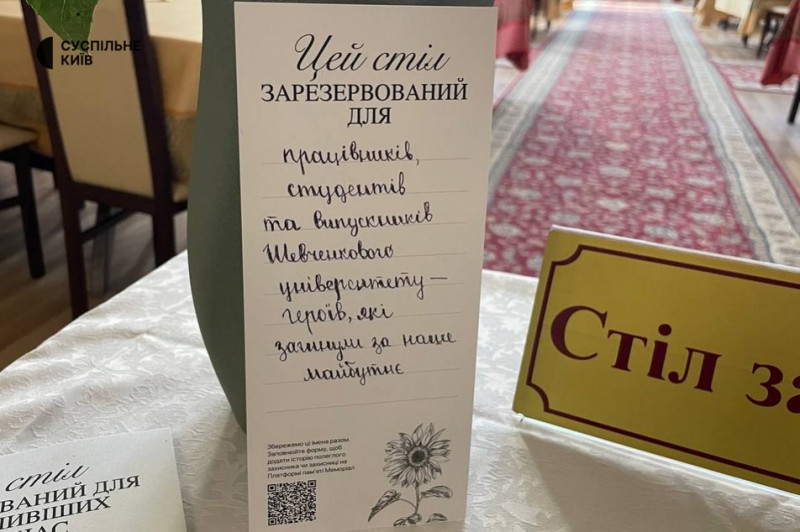 СУСПІЛЬНЕ
КИЇВ
Цей стіл
ЗАРЕЗЕРВОВАНИЙ
ДЛЯ
працівників,
студентів
та випускників
Шевченкового
університету —
героїв, які
загинули за наше
майбутнє
Збережемо ці імена разом.
Заповнюйте форму, щоб
додати історію полеглого
захисника чи захисниці на
Платформі пам'яті Меморіал
Стіл за
стіл
ВАНИЙ ДЛЯ
ИВШИХ
ЧАС